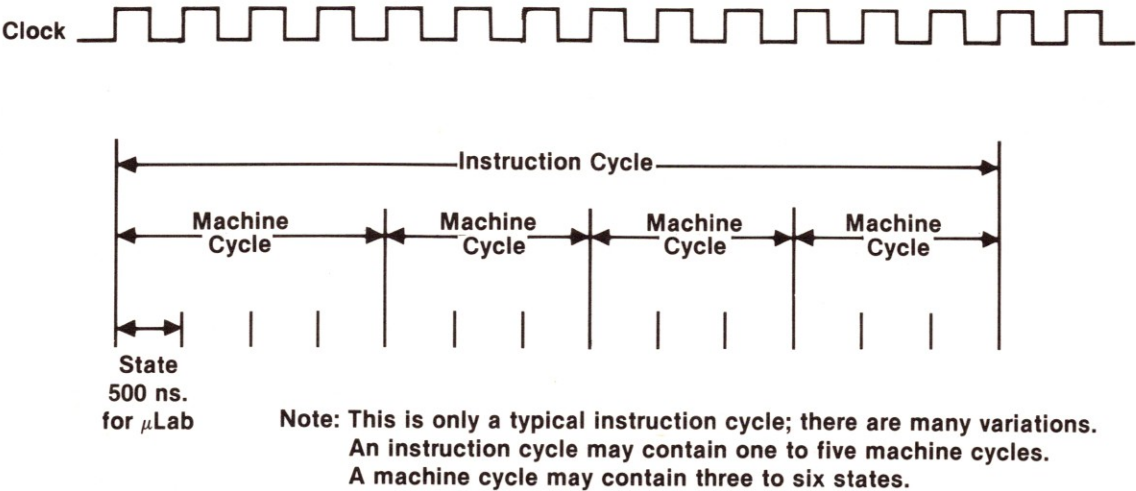 Clock
Instruction Cycle
Machine
Cycle
Machine
Cycle
Machine
Cycle
Machine
Cycle
State
500 ns.
for μLab
Note: This is only a typical instruction cycle; there are many variations.
An instruction cycle may contain one to five machine cycles.
A machine cycle may contain three to six states.